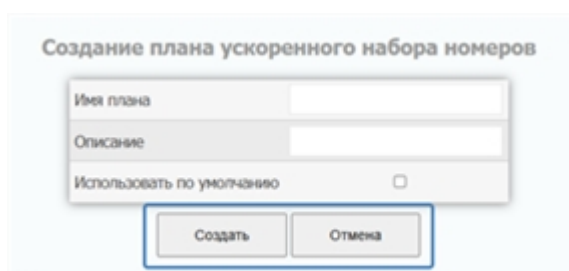 Создание плана ускоренного набора номеров
Имя плана
Описание
Использовать по умолчанию
Создать Отмена